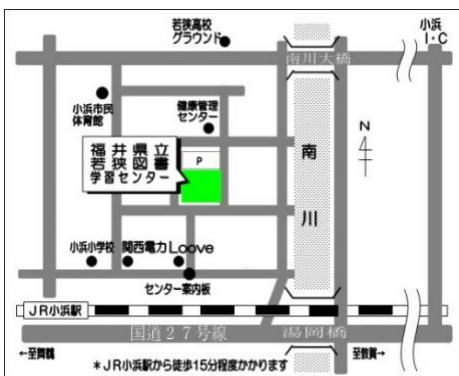 若狭高校
グラウンド
小浜
I・C
南川大橋
小浜市民
体育館
健康管理
センター
N
福井県立
若狭図書
学習センター
P
南
川
小浜小学校
関西電力
Loove
センター案内板
JR小浜駅
国道27号線
湯岡橋
←至舞鶴
至敦賀→
*JR小浜駅から徒歩15分程度かかります